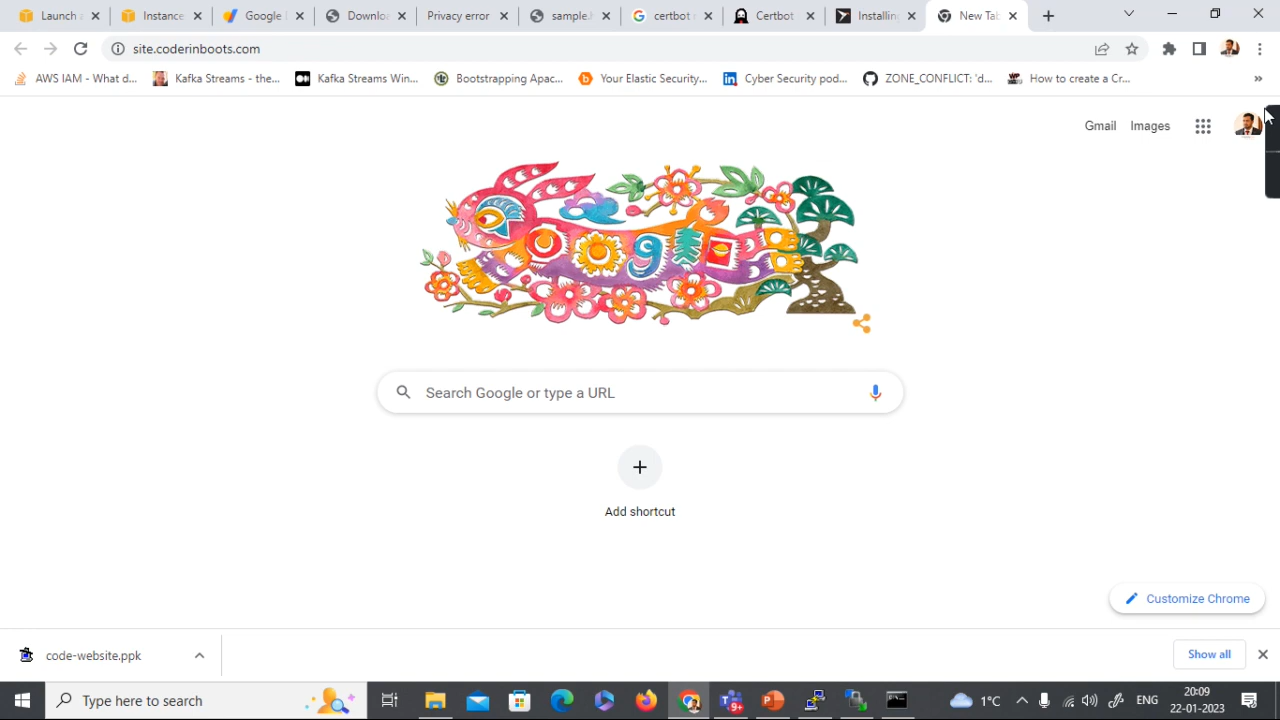 Launch a
Instance
Google D
Downlo
Privacy error
sample.h
certbot r
Certbot
Installing
New Tab
site.coderinboots.com
AWS IAM - What d...
Kafka Streams - the...
Kafka Streams Win...
Bootstrapping Apac...
Your Elastic Security...
Cyber Security pod...
ZONE_CONFLICT: 'd...
How to create a Cr...
»
Gmail
Images
Search Google or type a URL
Add shortcut
Customize Chrome
code-website.ppk
Show all
Type here to search
1°C
ENG
20:09
22-01-2023